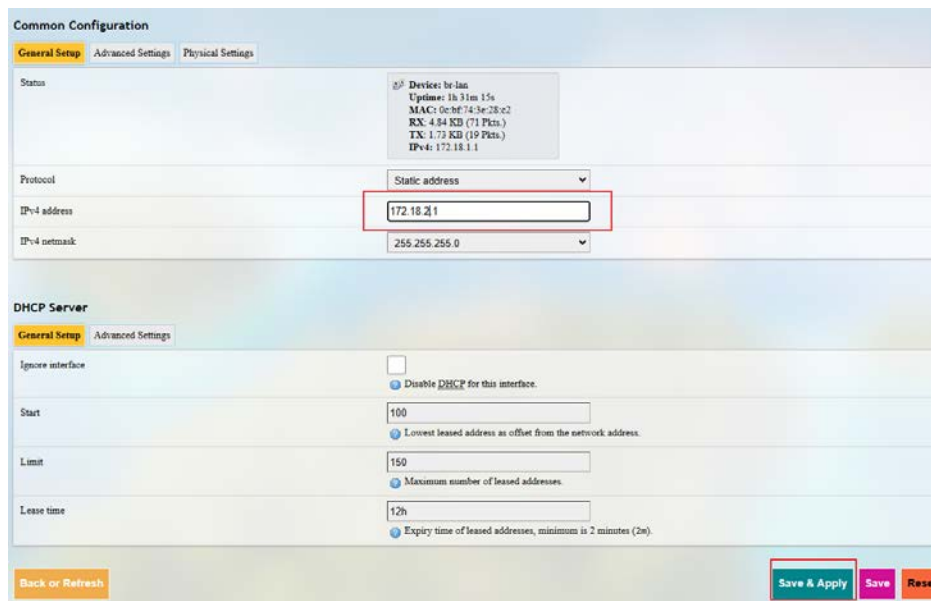 Common Configuration
General Setup Advanced Settings Physical Settings
Status
Device: br-lan
Uptime: 1h 31m 15s
MAC: 0c:bf:74:3e:28:c2
RX: 4.84 KB (71 Pkts.)
TX: 1.73 KB (19 Pkts.)
IPv4: 172.18.1.1
Protocol Static address
IPv4 address 172.18.2.1
IPv4 netmask 255.255.255.0
DHCP Server
General Setup Advanced Settings
Ignore interface
Disable DHCP for this interface.
Start 100
Lowest leased address as offset from the network address.
Limit 150
Maximum number of leased addresses.
Lease time 12h
Expiry time of leased addresses, minimum is 2 minutes (2m).
Back or Refresh Save & Apply Save Rese